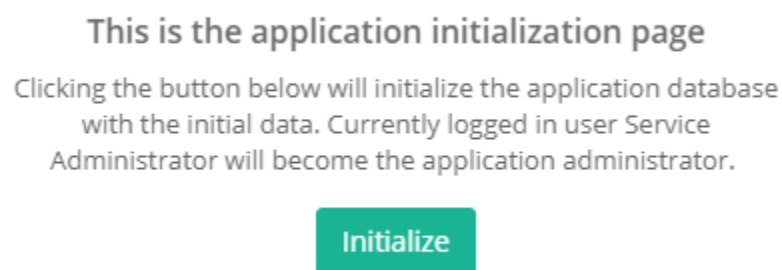 This is the application initialization page
Clicking the button below will initialize the application database
with the initial data. Currently logged in user Service
Administrator will become the application administrator.
Initialize